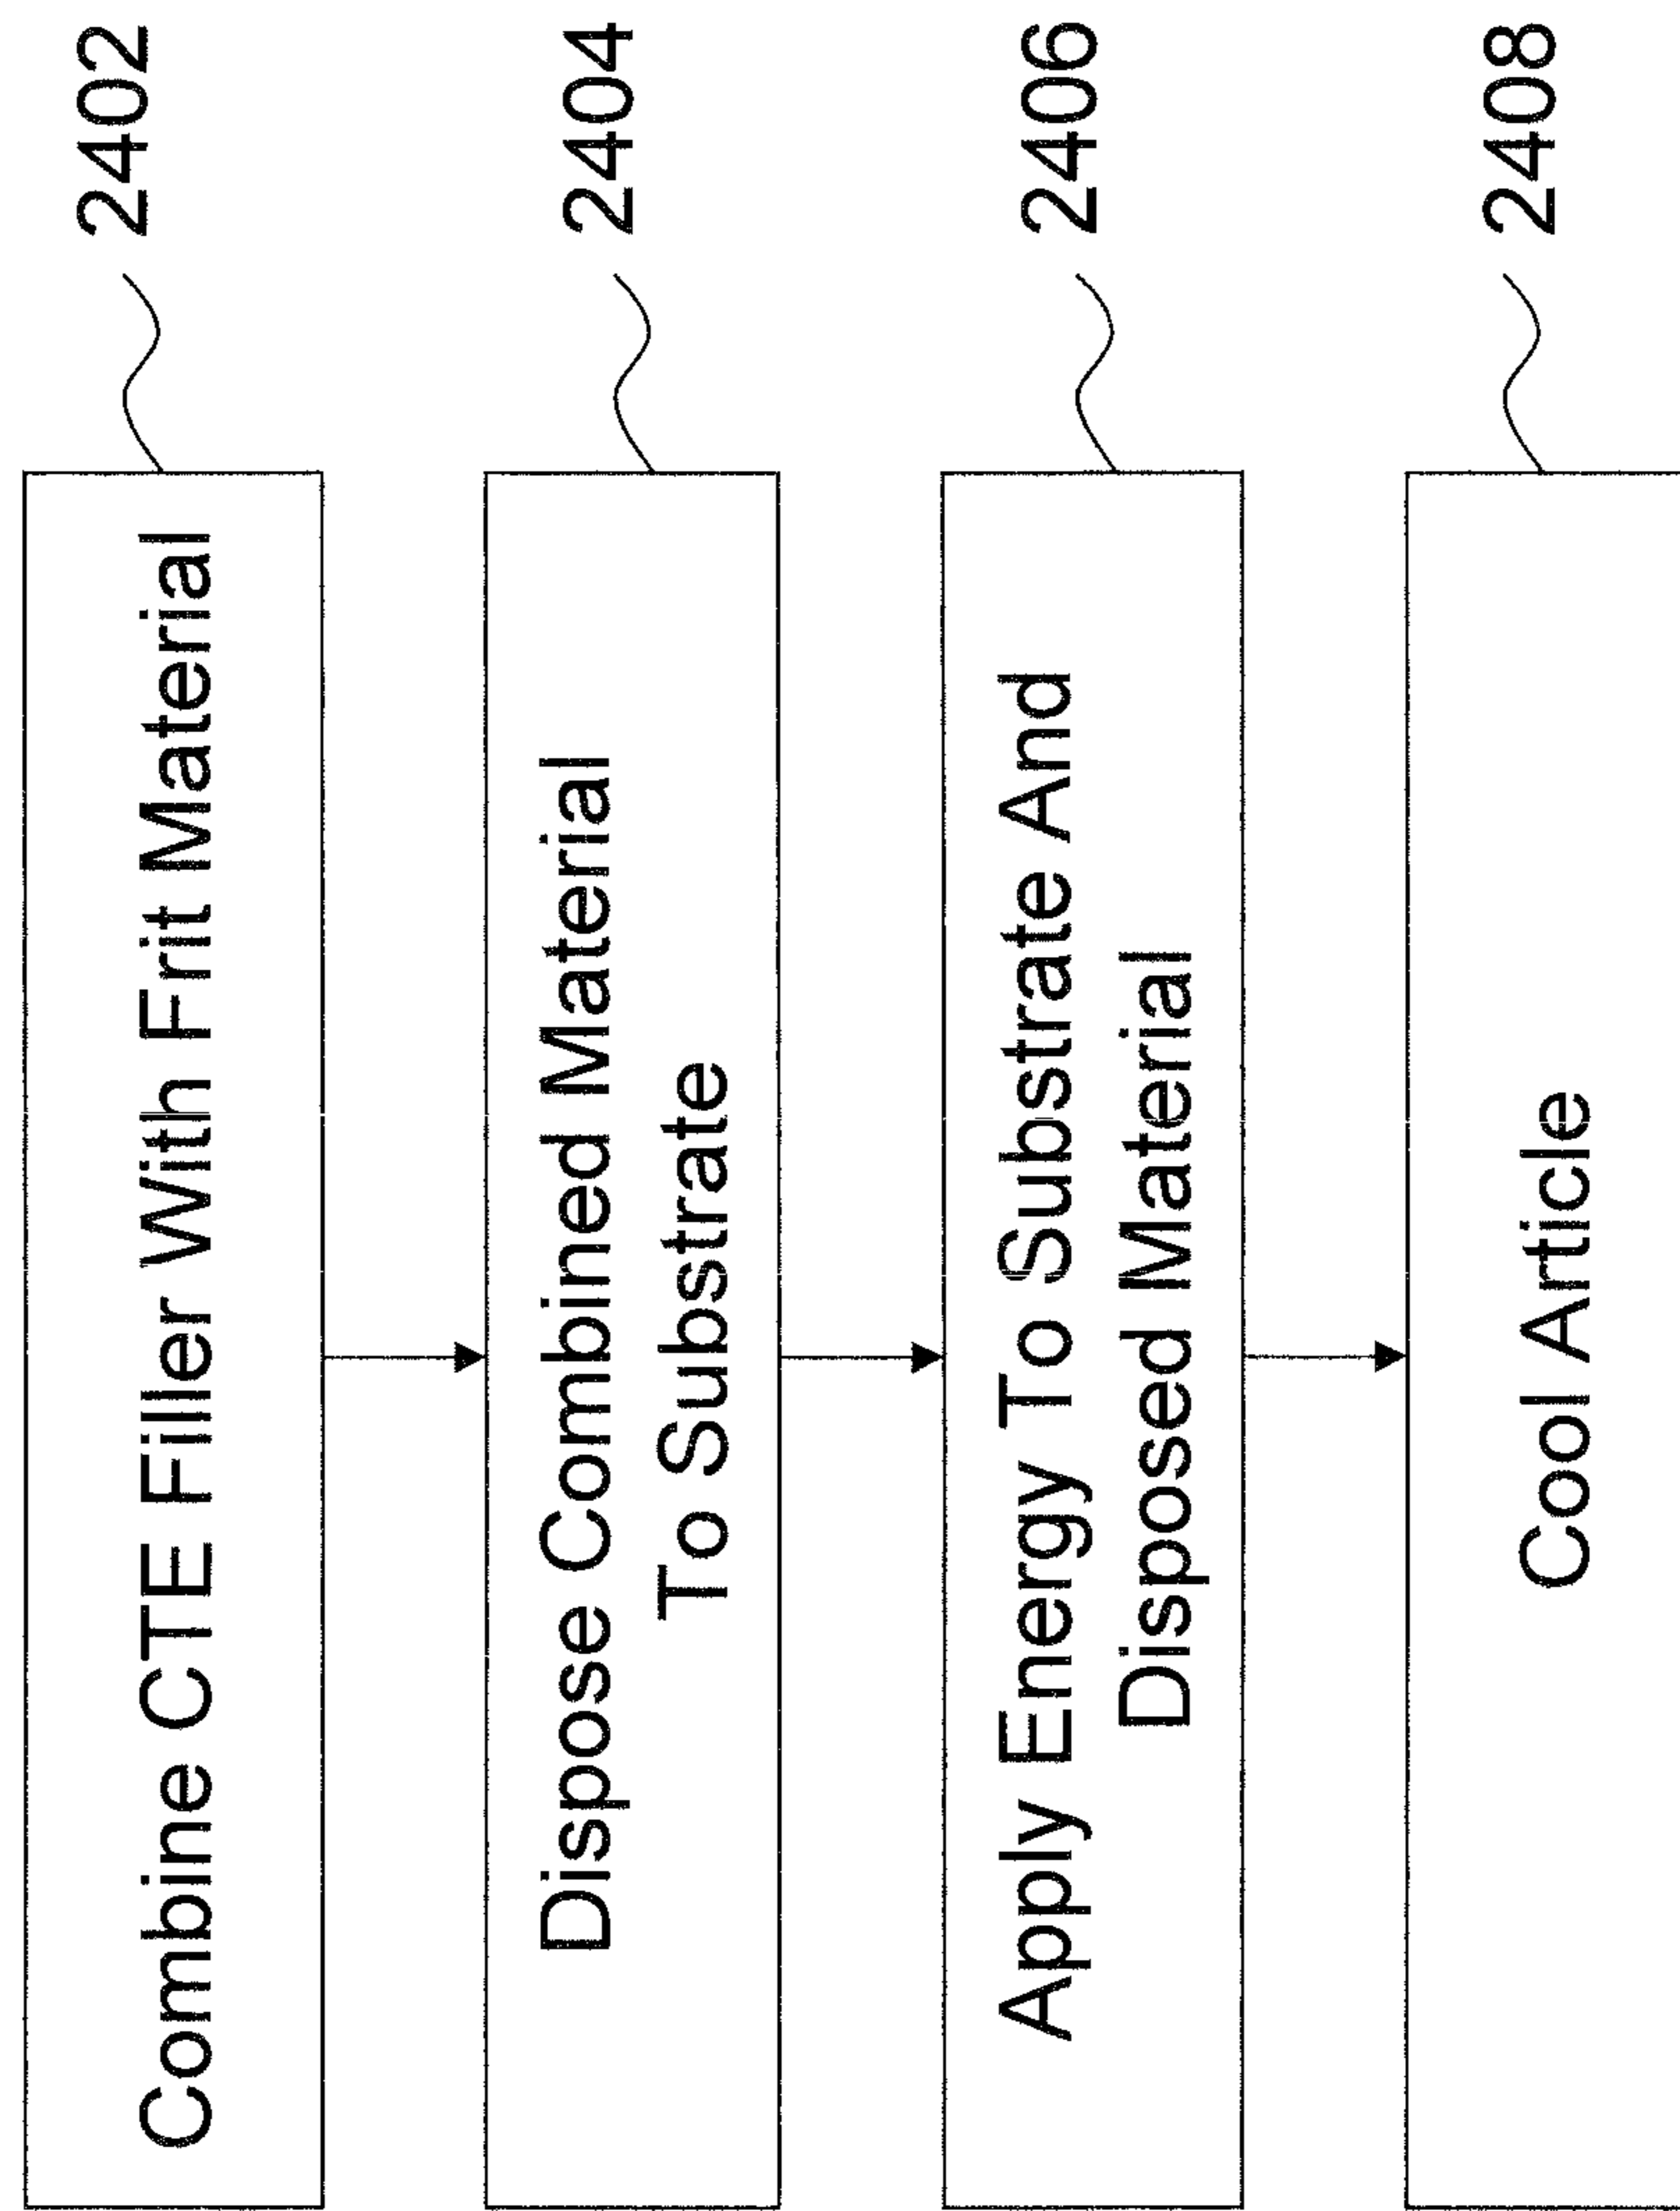 Combine CTE Filler With Frit Material
2402
Dispose Combined Material
To Substrate
2404
Apply Energy To Substrate And
Disposed Material
2406
Cool Article
2408